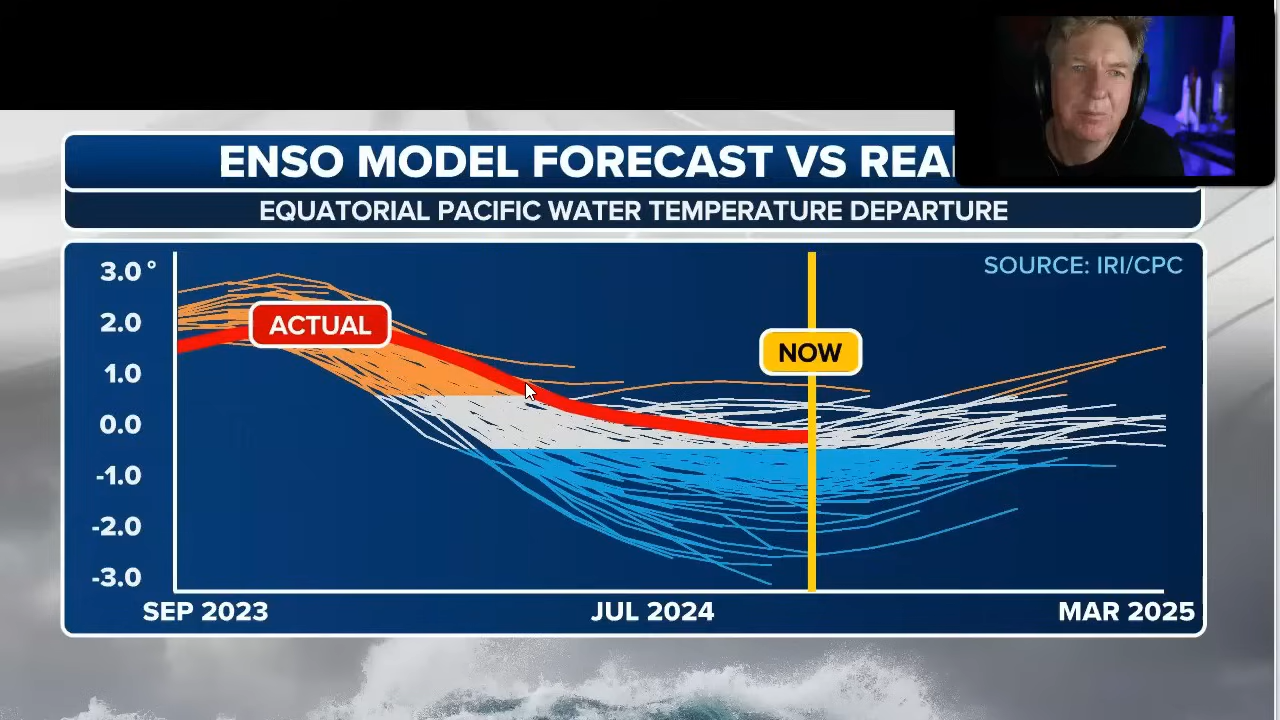 ENSO MODEL FORECAST VS
EQUATORIAL PACIFIC WATER TEMPERATURE DEPARTURE
SOURCE: IRI/CPC
3.0°
2.0
1.0
0.0
-1.0
-2.0
-3.0
ACTUAL
NOW
SEP 2023 JUL 2024 MAR 2025